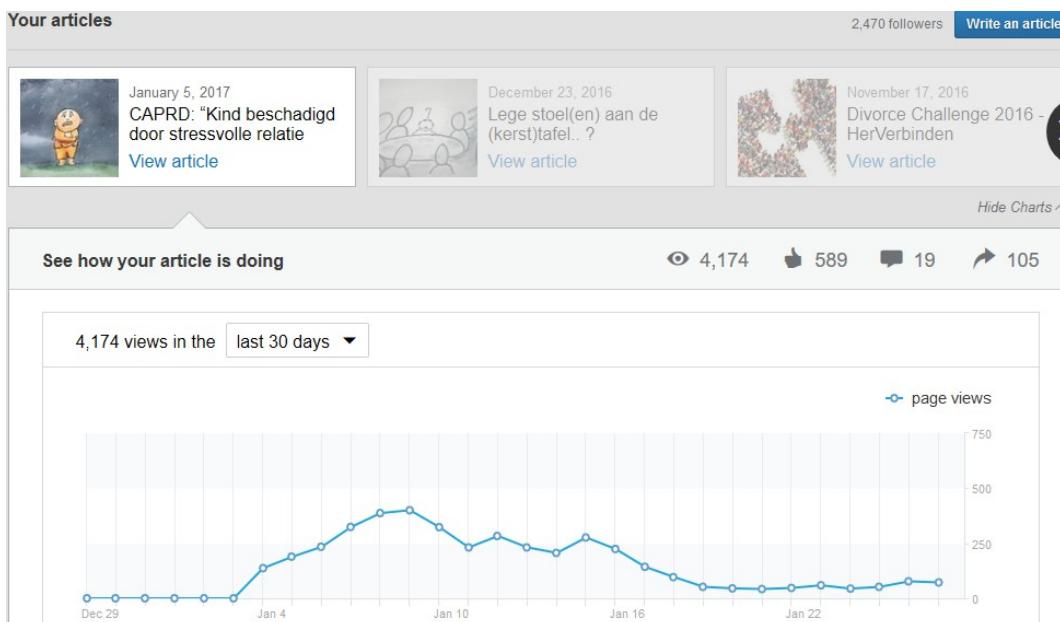 Your articles
2,470 followers
Write an article
January 5, 2017
CAPRD: “Kind beschadigd
door stressvolle relatie
View article
December 23, 2016
Lege stoel(en) aan de
(kerst)tafel.. ?
View article
November 17, 2016
Divorce Challenge 2016 -
HerVerbinden
View article
Hide Charts
See how your article is doing
4,174
589
19
105
4,174 views in the
last 30 days
page views
750
500
250
0
Dec 29
Jan 4
Jan 10
Jan 16
Jan 22